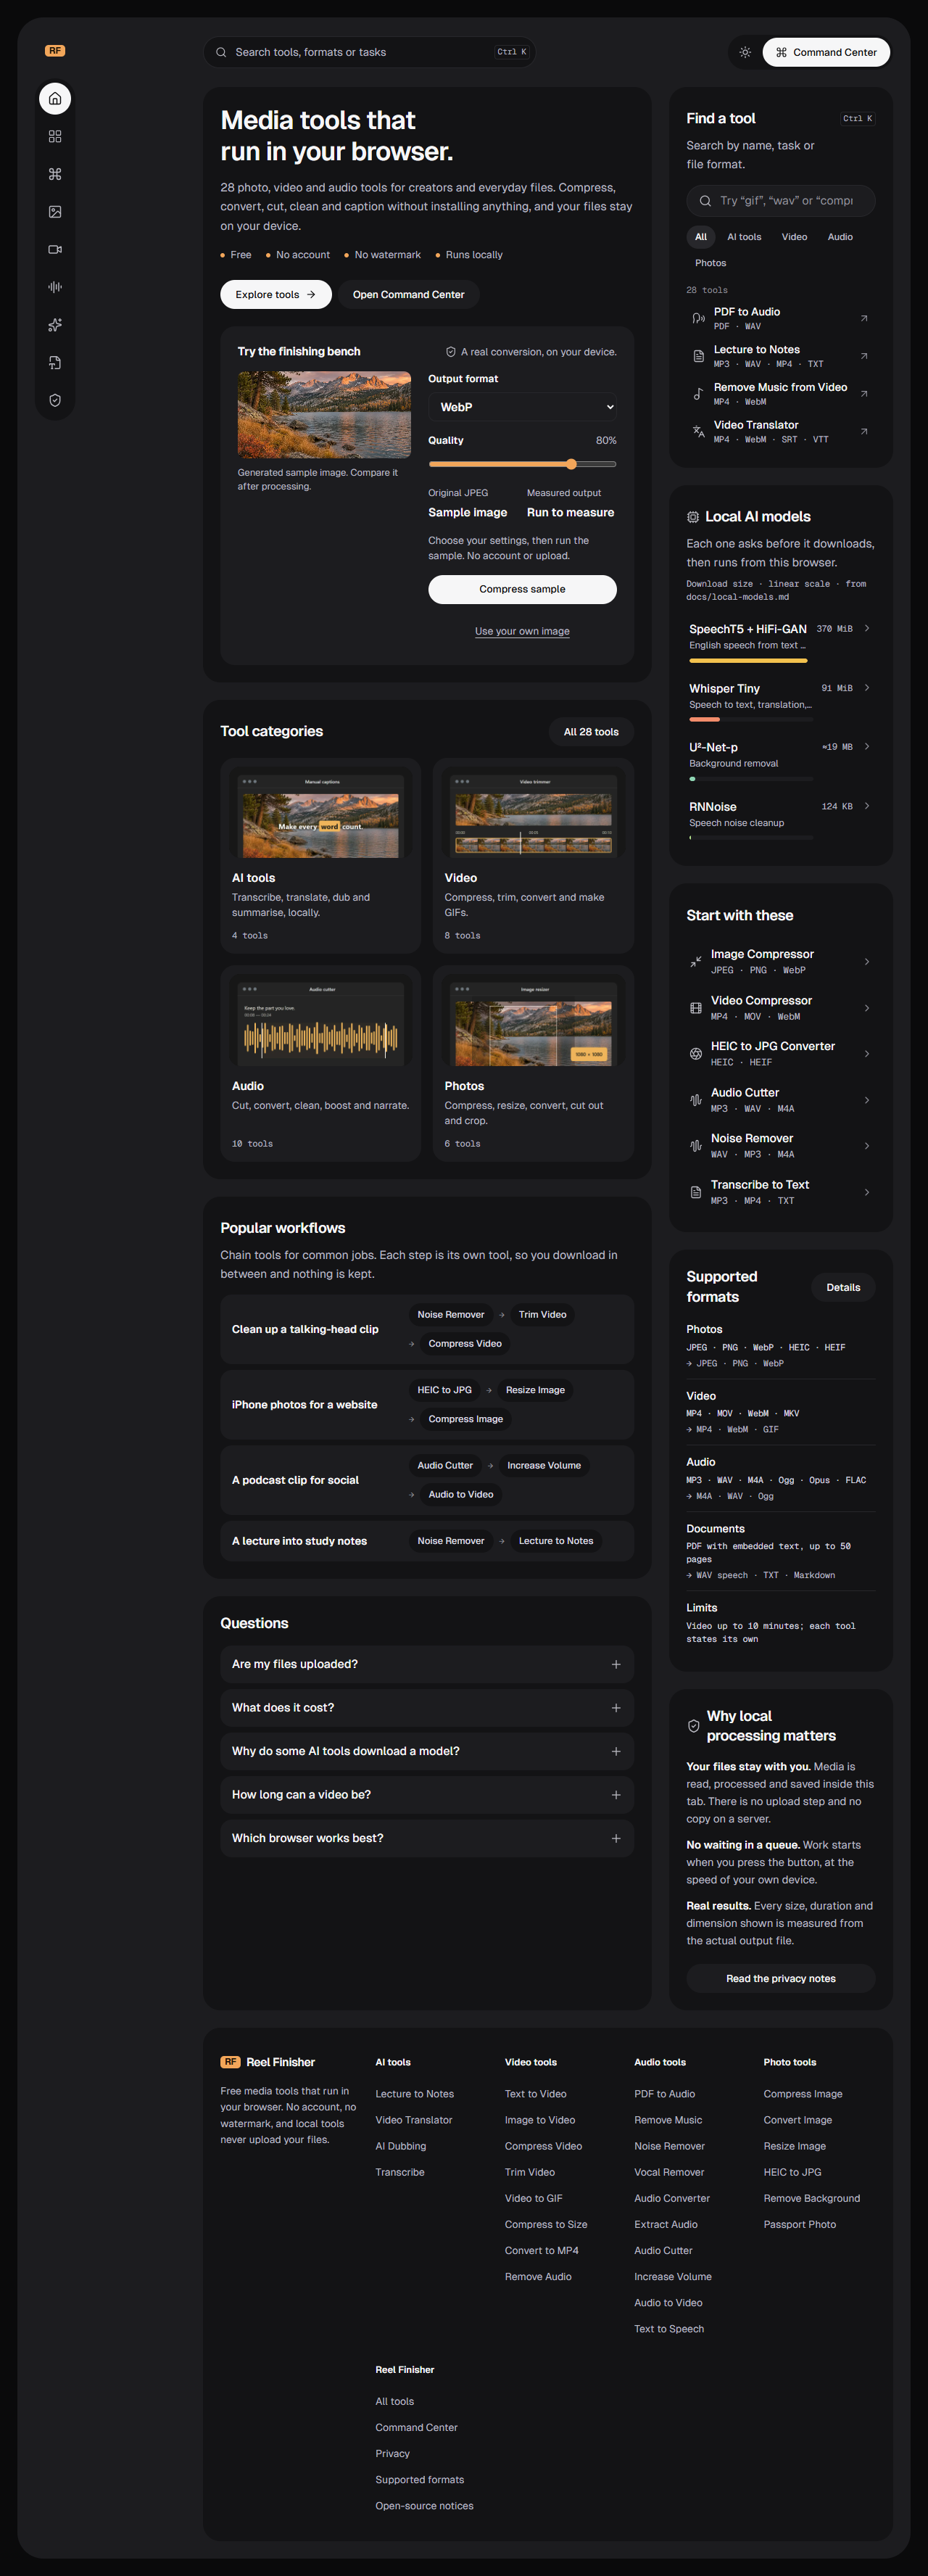 RF
Search tools, formats or tasks
Ctrl K
Command Center
Media tools that
run in your browser.
28 photo, video and audio tools for creators and everyday files. Compress,
convert, cut, clean and caption without installing anything, and your files stay
on your device.
Free
No account
No watermark
Runs locally
Explore tools
Open Command Center
Try the finishing bench
A real conversion, on your device.
Generated sample image. Compare it
after processing.
Output format
WebP
Quality
80%
Original JPEG
Measured output
Sample image
Run to measure
Choose your settings, then run the
sample. No account or upload.
Compress sample
Use your own image
Find a tool
Ctrl K
Search by name, task or
file format.
Try “gif”, “wav” or “compr
All
AI tools
Video
Audio
Photos
28 tools
PDF to Audio
PDF · WAV
Lecture to Notes
MP3 · WAV · MP4 · TXT
Remove Music from Video
MP4 · WebM
Video Translator
MP4 · WebM · SRT · VTT
Local AI models
Each one asks before it downloads,
then runs from this browser.
Download size · linear scale · from
docs/local-models.md
SpeechT5 + HiFi-GAN
370 MiB
English speech from text …
Whisper Tiny
91 MiB
Speech to text, translation,…
U²-Net-p
≈19 MB
Background removal
RNNoise
124 KB
Speech noise cleanup
Tool categories
All 28 tools
Manual captions
Make every word count.
AI tools
Transcribe, translate, dub and
summarise, locally.
4 tools
Video trimmer
00:00
Video
Compress, trim, convert and make
GIFs.
8 tools
Audio cutter
Keep the part you love.
Audio
Cut, convert, clean, boost and narrate.
10 tools
Image resizer
1080 × 1080
Photos
Compress, resize, convert, cut out
and crop.
6 tools
Start with these
Image Compressor
JPEG · PNG · WebP
Video Compressor
MP4 · MOV · WebM
HEIC to JPG Converter
HEIC · HEIF
Audio Cutter
MP3 · WAV · M4A
Noise Remover
WAV · MP3 · M4A
Transcribe to Text
MP3 · MP4 · TXT
Popular workflows
Chain tools for common jobs. Each step is its own tool, so you download in
between and nothing is kept.
Clean up a talking-head clip
Noise Remover → Trim Video
→ Compress Video
iPhone photos for a website
HEIC to JPG → Resize Image
→ Compress Image
A podcast clip for social
Audio Cutter → Increase Volume
→ Audio to Video
A lecture into study notes
Noise Remover → Lecture to Notes
Supported
formats
Details
Photos
JPEG · PNG · WebP · HEIC · HEIF
→ JPEG · PNG · WebP
Video
MP4 · MOV · WebM · MKV
→ MP4 · WebM · GIF
Audio
MP3 · WAV · M4A · Ogg · Opus · FLAC
→ M4A · WAV · Ogg
Documents
PDF with embedded text, up to 50
pages
→ WAV speech · TXT · Markdown
Limits
Video up to 10 minutes; each tool
states its own
Questions
Are my files uploaded?
What does it cost?
Why do some AI tools download a model?
How long can a video be?
Which browser works best?
Why local
processing matters
Your files stay with you. Media is
read, processed and saved inside this
tab. There is no upload step and no
copy on a server.
No waiting in a queue. Work starts
when you press the button, at the
speed of your own device.
Real results. Every size, duration and
dimension shown is measured from
the actual output file.
Read the privacy notes
RF Reel Finisher
Free media tools that run in
your browser. No account, no
watermark, and local tools
never upload your files.
AI tools
Lecture to Notes
Video Translator
AI Dubbing
Transcribe
Video tools
Text to Video
Image to Video
Compress Video
Trim Video
Video to GIF
Compress to Size
Convert to MP4
Remove Audio
Audio tools
PDF to Audio
Remove Music
Noise Remover
Vocal Remover
Audio Converter
Extract Audio
Audio Cutter
Increase Volume
Audio to Video
Text to Speech
Photo tools
Compress Image
Convert Image
Resize Image
HEIC to JPG
Remove Background
Passport Photo
Reel Finisher
All tools
Command Center
Privacy
Supported formats
Open-source notices